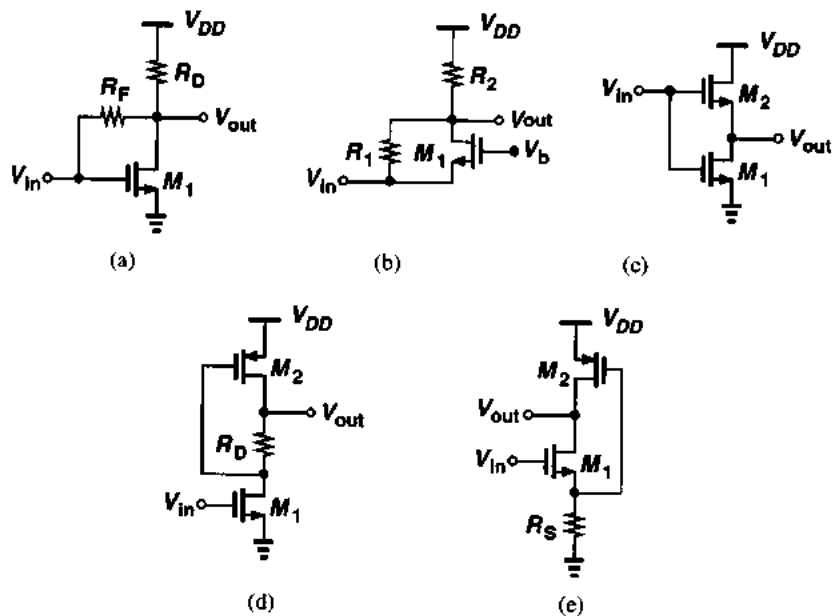 V_DD
R_D
R_F
V_out
V_in
M_1
(a)
V_DD
R_2
V_out
R_1
M_1
V_b
V_in
(b)
V_DD
V_in
M_2
V_out
M_1
(c)
V_DD
M_2
V_out
R_D
V_in
M_1
(d)
V_DD
M_2
V_out
V_in
M_1
R_S
(e)